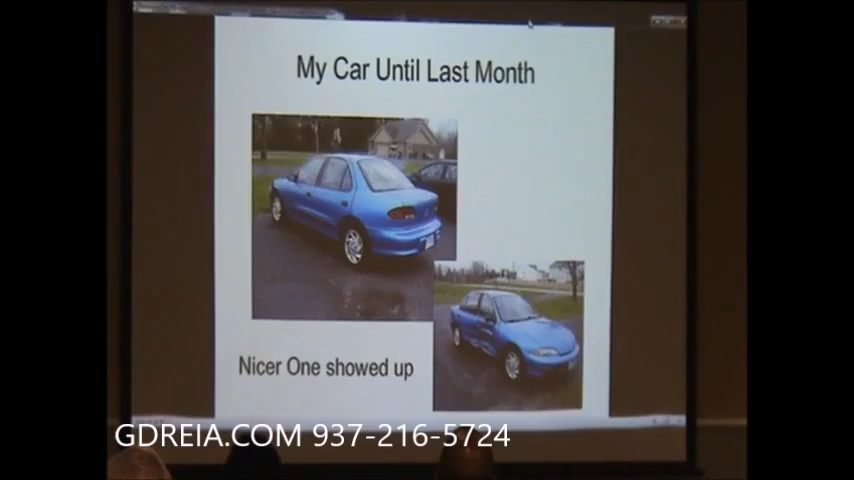 My Car Until Last Month
Nicer One showed up
GDREIA.COM 937-216-5724